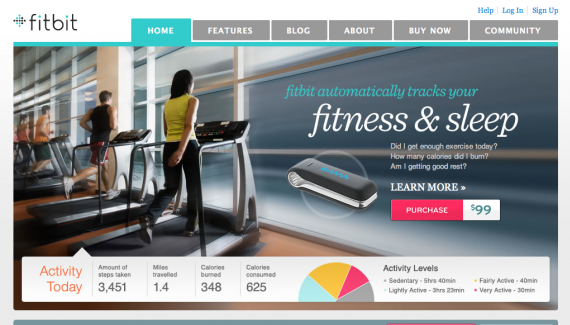 Help | Log In | Sign Up
fitbit
HOME
FEATURES
BLOG
ABOUT
BUY NOW
COMMUNITY
fitbit automatically tracks your
fitness & sleep
Did I get enough exercise today?
How many calories did I burn?
Am I getting good rest?
LEARN MORE »
PURCHASE $99
Activity
Today
Amount of
steps taken
3,451
Miles
travelled
1.4
Calories
burned
348
Calories
consumed
625
Activity Levels
• Sedentary - 5hrs 40min
• Fairly Active - 40min
• Lightly Active - 3hrs 23min
• Very Active - 30min